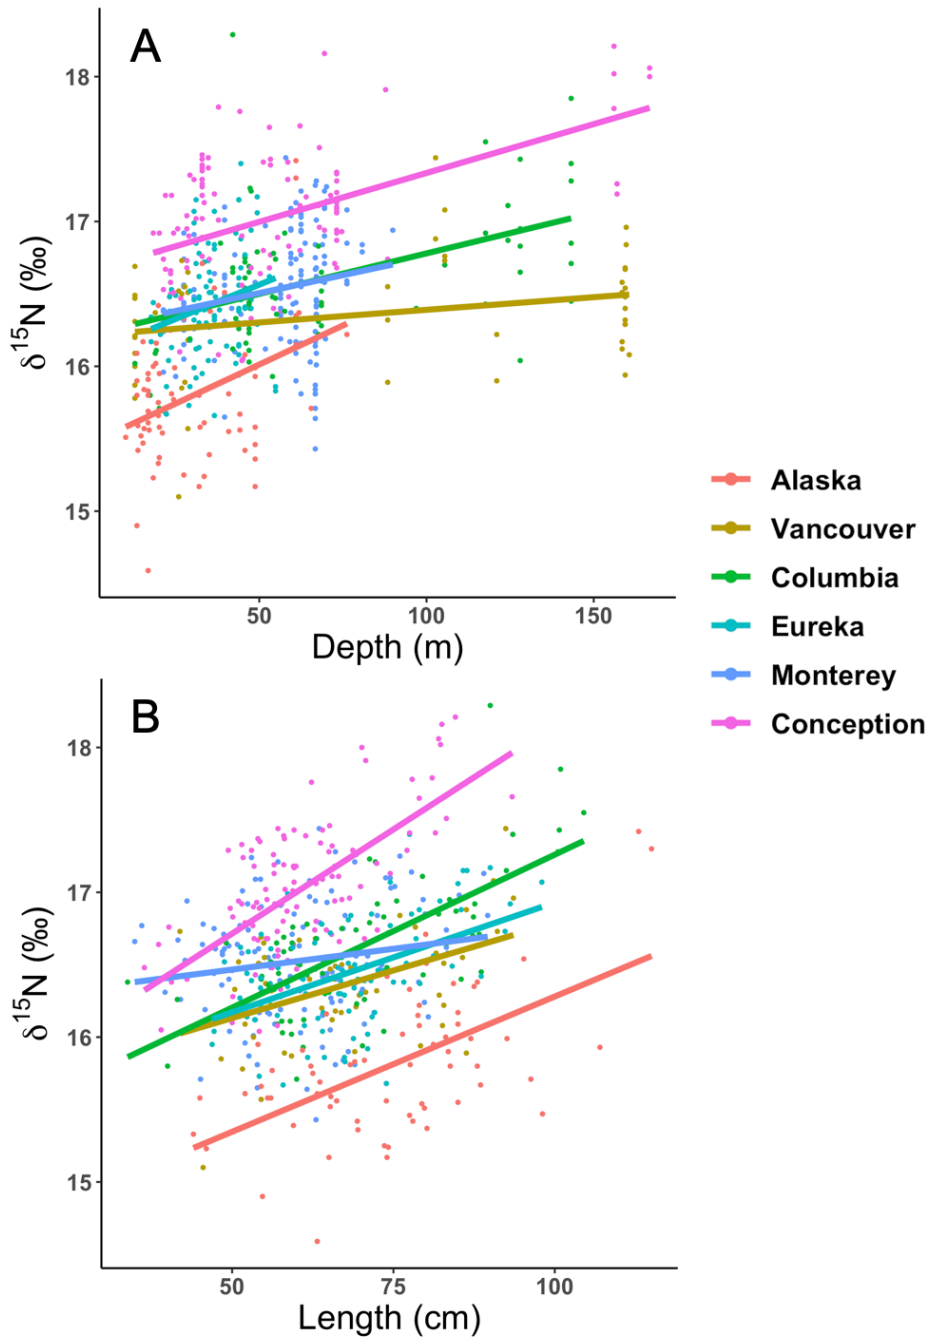 A
18
17
16
15
δ15N (‰)
50 100 150
Depth (m)
Alaska
Vancouver
Columbia
Eureka
Monterey
Conception
B
18
17
16
15
δ15N (‰)
50 75 100
Length (cm)